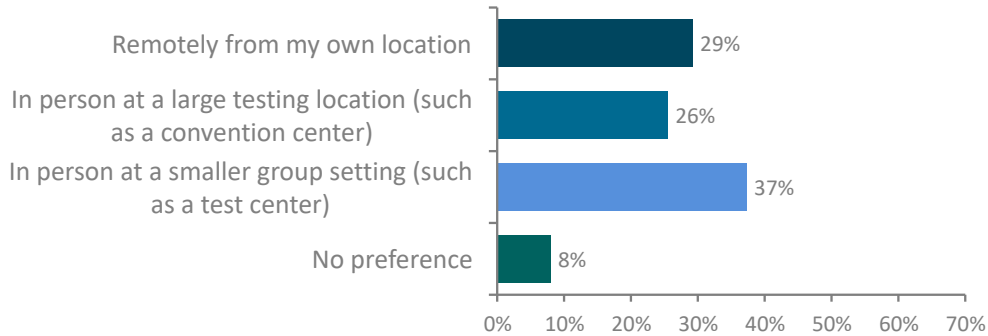 Remotely from my own location
29%
In person at a large testing location (such
as a convention center)
26%
In person at a smaller group setting (such
as a test center)
37%
No preference
8%
0% 10% 20% 30% 40% 50% 60% 70%